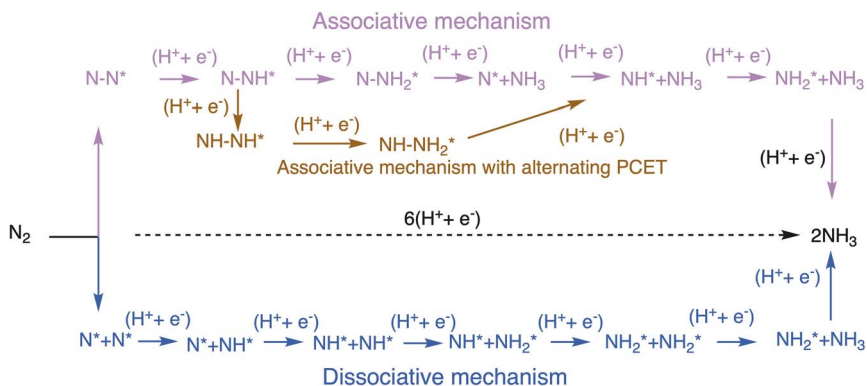 Associative mechanism
(H⁺+ e⁻) (H⁺+ e⁻) (H⁺+ e⁻) (H⁺+ e⁻) (H⁺+ e⁻)
N-N* N-NH* N-NH₂* N*+NH₃ NH*+NH₃ NH₂*+NH₃
(H⁺+ e⁻)
(H⁺+ e⁻) (H⁺+ e⁻)
NH-NH* NH-NH₂*
Associative mechanism with alternating PCET
(H⁺+ e⁻)
6(H⁺+ e⁻)
N₂ 2NH₃
(H⁺+ e⁻)
(H⁺+ e⁻) (H⁺+ e⁻) (H⁺+ e⁻) (H⁺+ e⁻) (H⁺+ e⁻)
N*+N* N*+NH* NH*+NH* NH*+NH₂* NH₂*+NH₂* NH₂*+NH₃
Dissociative mechanism